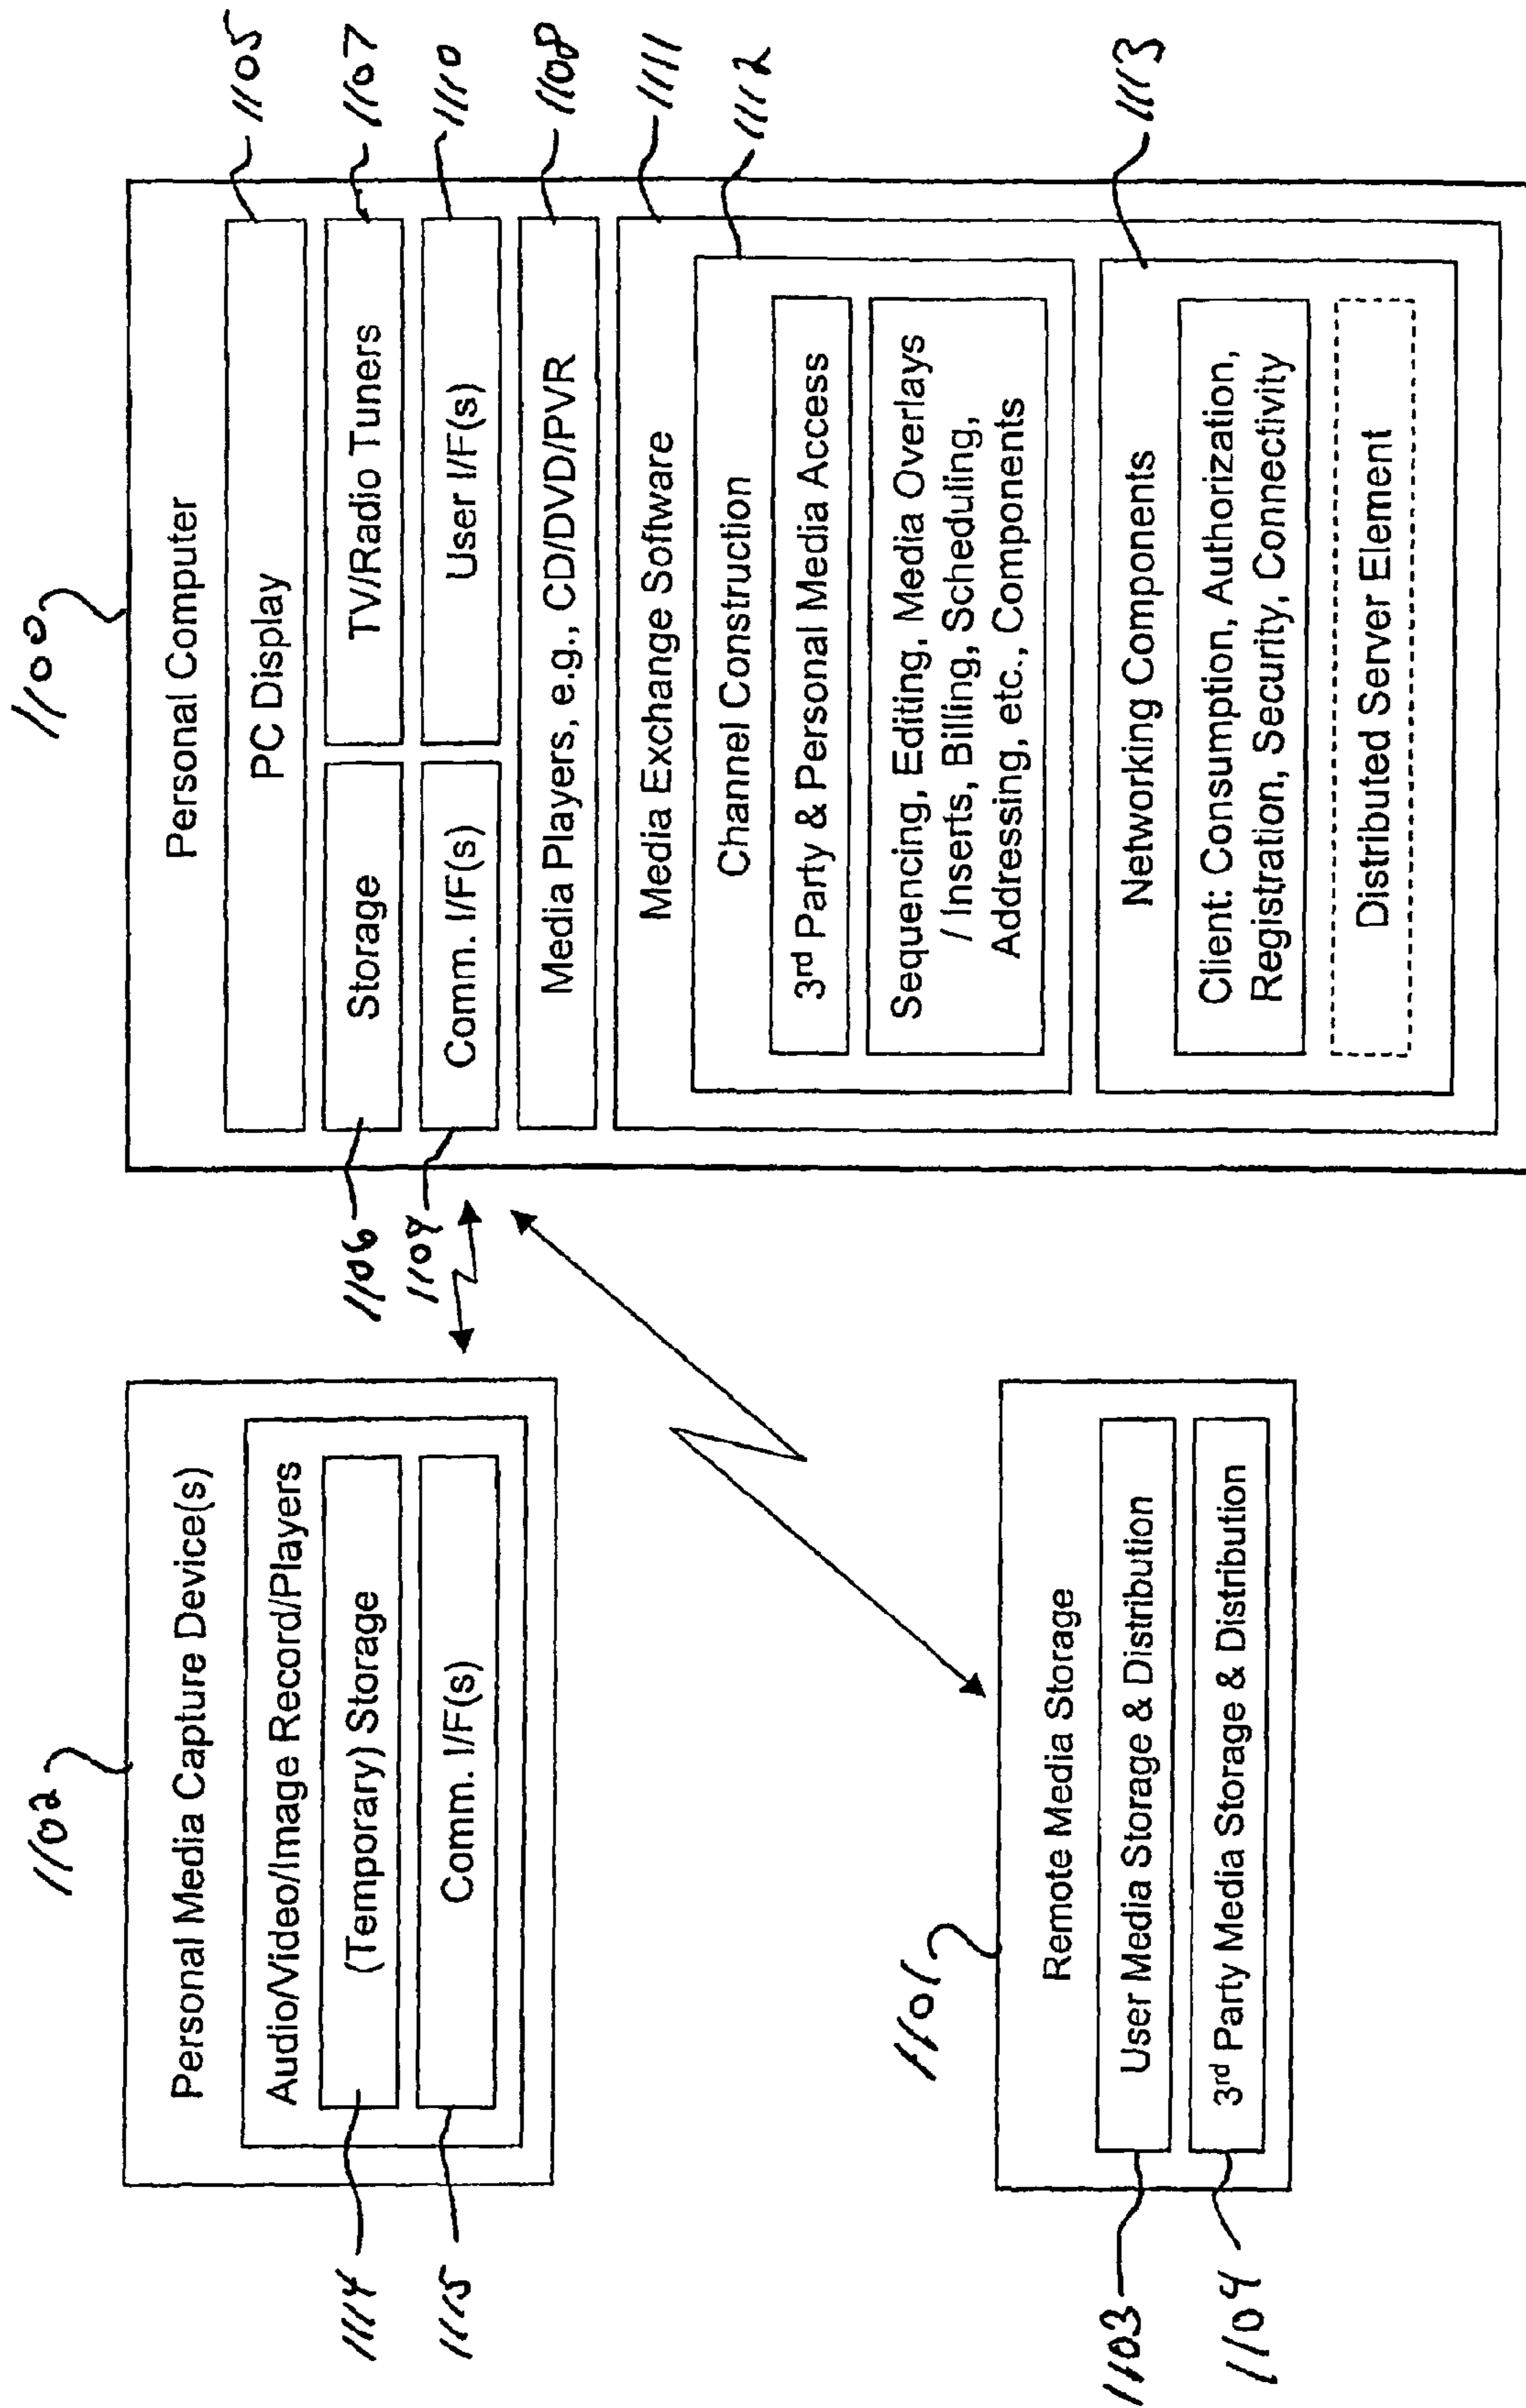 1102
Personal Media Capture Device(s)
Audio/Video/Image Record/Players
(Temporary) Storage
1114
Comm. I/F(s)
1115
1101
Remote Media Storage
User Media Storage & Distribution
1103
3rd Party Media Storage & Distribution
1104
1100
Personal Computer
PC Display
1105
1106
Storage
TV/Radio Tuners
1107
1109
Comm. I/F(s)
User I/F(s)
1110
Media Players, e.g., CD/DVD/PVR
1108
Media Exchange Software
1111
Channel Construction
1112
3rd Party & Personal Media Access
Sequencing, Editing, Media Overlays
/ Inserts, Billing, Scheduling,
Addressing, etc., Components
Networking Components
1113
Client: Consumption, Authorization,
Registration, Security, Connectivity
Distributed Server Element